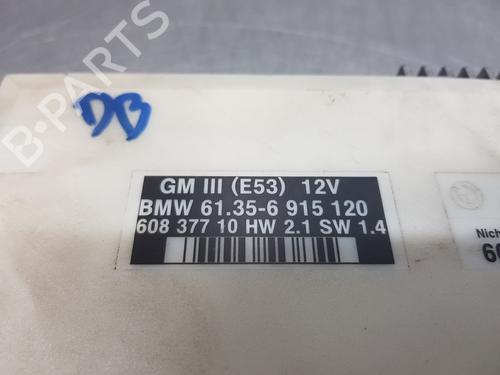 DB
B-PARTS
GM III (E53) 12V
BMW 61.35-6 915 120
608 377 10 HW 2.1 SW 1.4
Nich